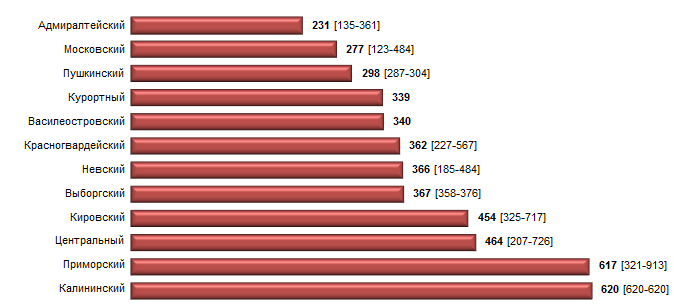 Адмиралтейский 231 [135-361]
Московский 277 [123-484]
Пушкинский 298 [287-304]
Курортный 339
Василеостровский 340
Красногвардейский 362 [227-567]
Невский 366 [185-484]
Выборгский 367 [358-376]
Кировский 454 [325-717]
Центральный 464 [207-726]
Приморский 617 [321-913]
Калининский 620 [620-620]